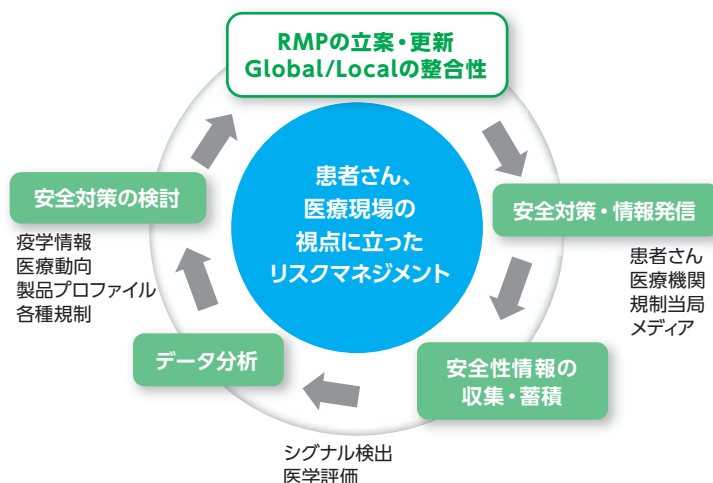 RMPの立案・更新
Global/Localの整合性
患者さん、
医療現場の
視点に立った
リスクマネジメント
安全対策・情報発信
患者さん
医療機関
規制当局
メディア
安全性情報の
収集・蓄積
シグナル検出
医学評価
データ分析
安全対策の検討
疫学情報
医療動向
製品プロファイル
各種規制